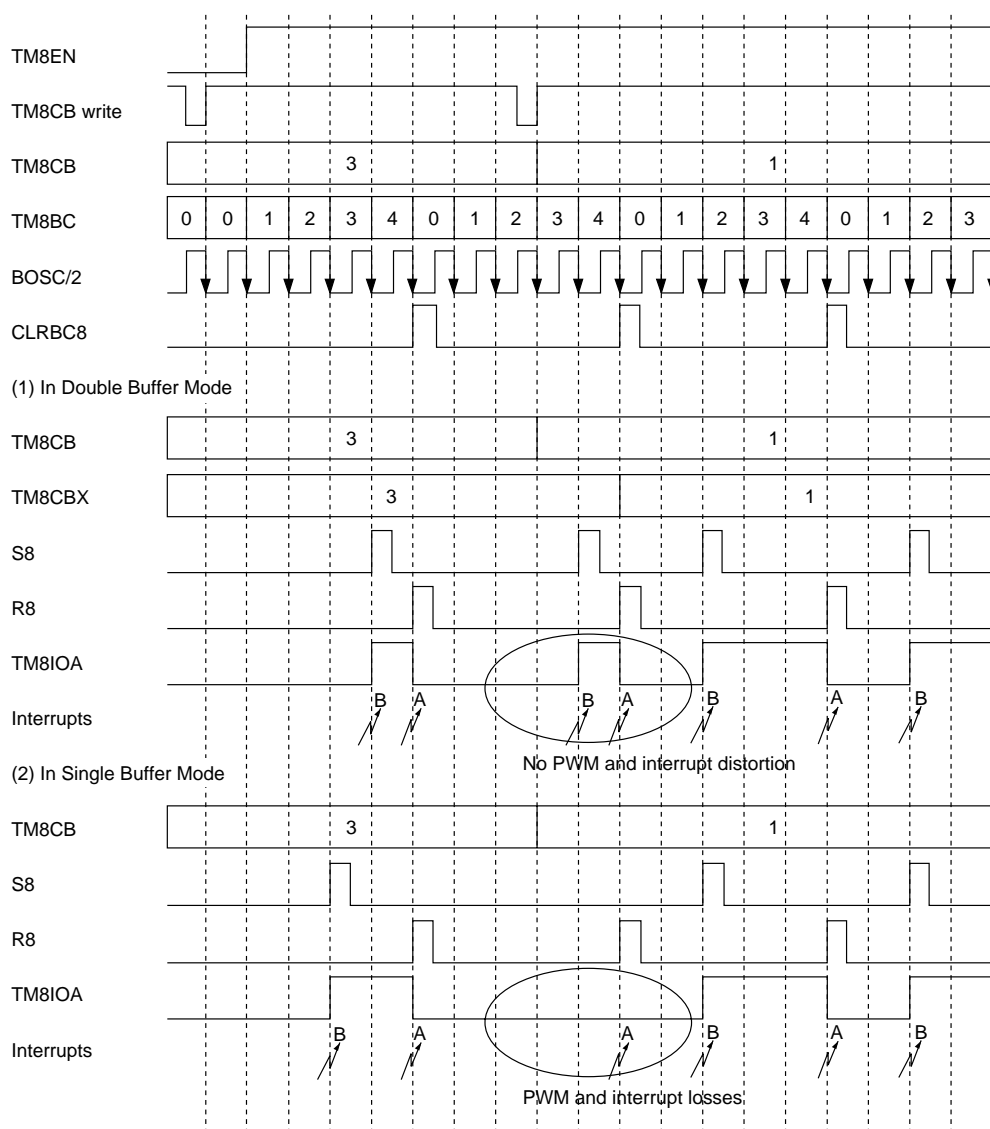 TM8EN
TM8CB write
TM8CB 3 1
TM8BC 0 0 1 2 3 4 0 1 2 3 4 0 1 2 3 4 0 1 2 3
BOSC/2
CLRBC8
(1) In Double Buffer Mode
TM8CB 3 1
TM8CBX 3 1
S8
R8
TM8IOA
Interrupts B A B A B A B
No PWM and interrupt distortion
(2) In Single Buffer Mode
TM8CB 3 1
S8
R8
TM8IOA
Interrupts B A A B A B
PWM and interrupt losses